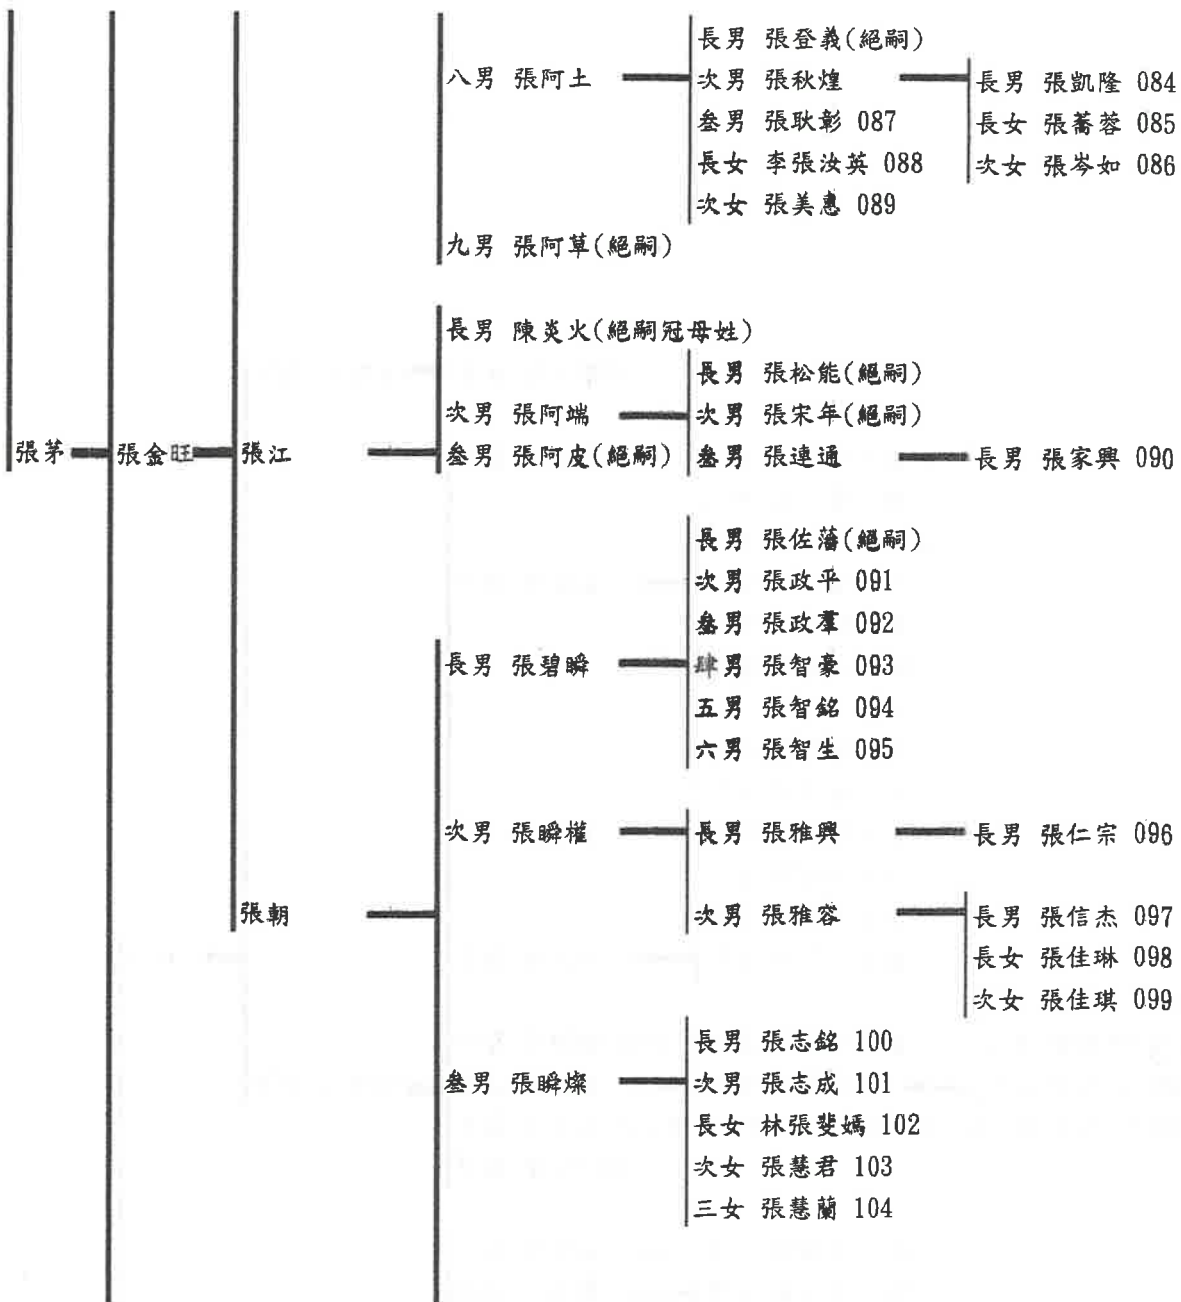 長男 張登義(絕嗣)
八男 張阿土 次男 張秋煌 長男 張凱隆 084
叁男 張耿彰 087 長女 張蕎蓉 085
長女 李張汝英 088 次女 張岑如 086
次女 張美惠 089
九男 張阿草(絕嗣)
長男 陳炎火(絕嗣冠母姓)
長男 張松能(絕嗣)
次男 張阿端 次男 張宋年(絕嗣)
張茅 張金旺 張江 叁男 張阿皮(絕嗣) 叁男 張連通 長男 張家興 090
長男 張佐藩(絕嗣)
次男 張政平 091
叁男 張政羣 092
長男 張碧瞬 肆男 張智豪 093
五男 張智銘 094
六男 張智生 095
次男 張瞬權 長男 張雅興 長男 張仁宗 096
張朝 次男 張雅容 長男 張信杰 097
長女 張佳琳 098
次女 張佳琪 099
長男 張志銘 100
叁男 張瞬燦 次男 張志成 101
長女 林張斐嫣 102
次女 張慧君 103
三女 張慧蘭 104